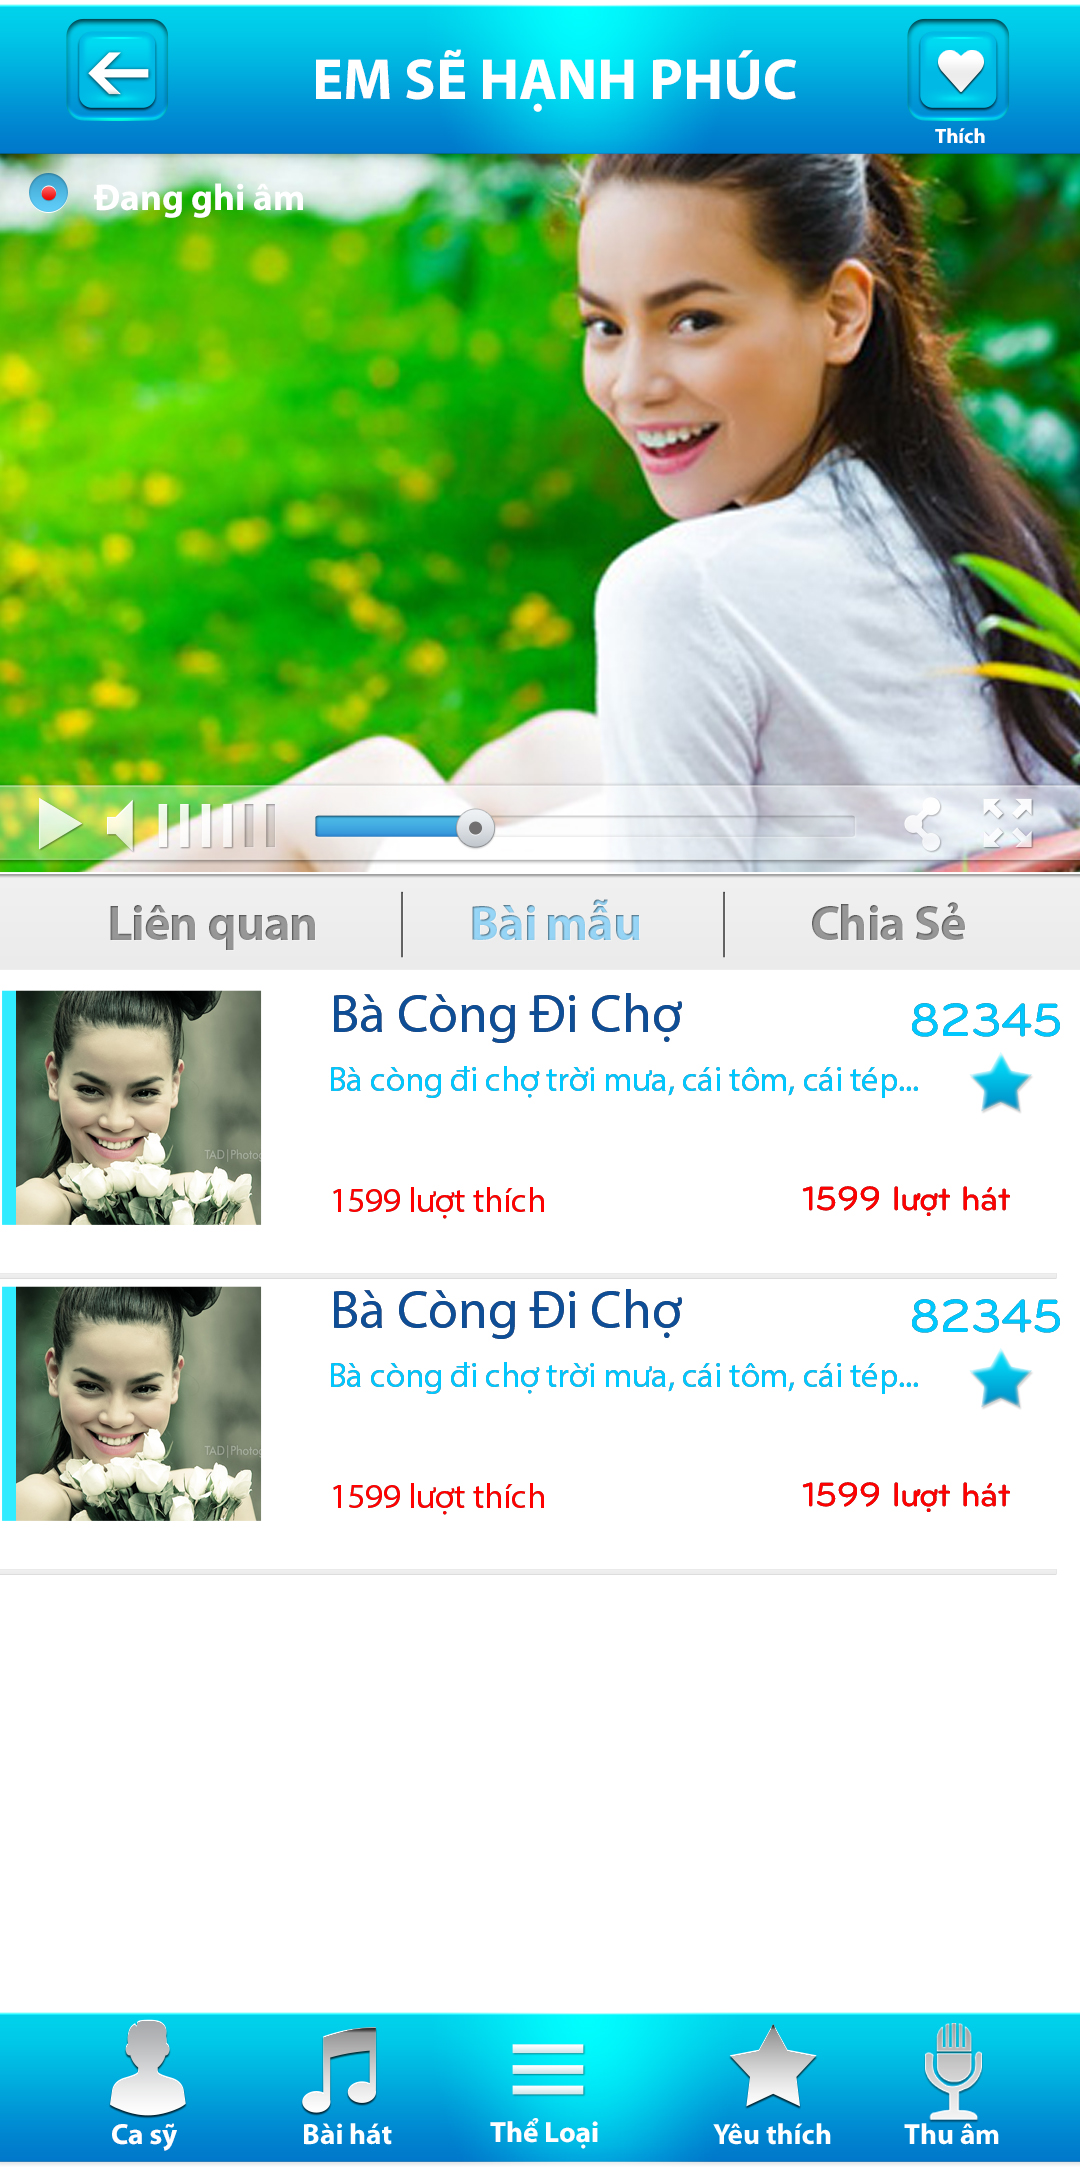 EM SẼ HẠNH PHÚC
Thích
Đang ghi âm
Liên quan
Bài mẫu
Chia Sẻ
Bà Còng Đi Chợ
82345
Bà còng đi chợ trời mưa, cái tôm, cái tép...
TAD|Photog
1599 lượt thích
1599 lượt hát
Bà Còng Đi Chợ
82345
Bà còng đi chợ trời mưa, cái tôm, cái tép...
TAD|Photog
1599 lượt thích
1599 lượt hát
Ca sỹ
Bài hát
Thể Loại
Yêu thích
Thu âm